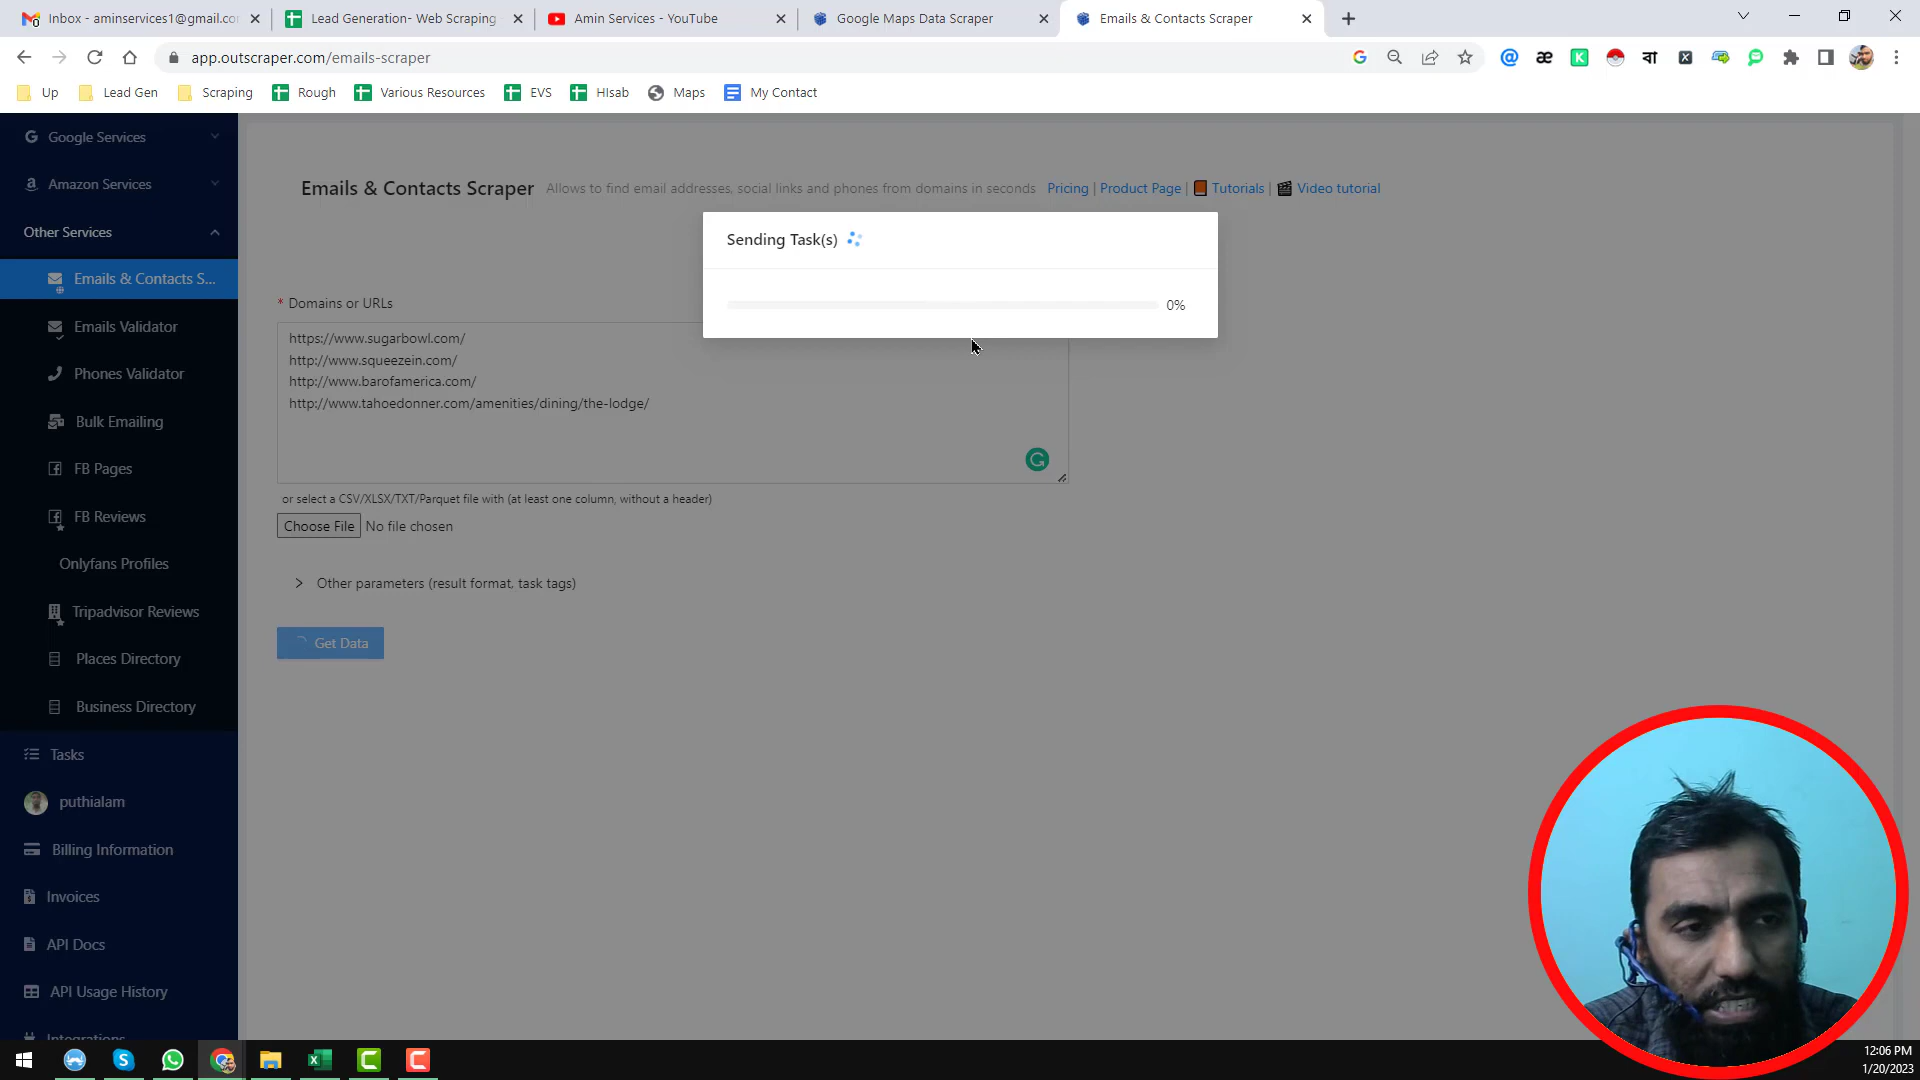 Inbox - aminservices1@gmail.co
Lead Generation- Web Scraping
Amin Services - YouTube
Google Maps Data Scraper
Emails & Contacts Scraper
app.outscraper.com/emails-scraper
Up
Lead Gen
Scraping
Rough
Various Resources
EVS
HIsab
Maps
My Contact
Google Services
Amazon Services
Other Services
Emails & Contacts S...
Emails Validator
Phones Validator
Bulk Emailing
FB Pages
FB Reviews
Onlyfans Profiles
Tripadvisor Reviews
Places Directory
Business Directory
Tasks
puthialam
Billing Information
Invoices
API Docs
API Usage History
Integrations
Emails & Contacts Scraper Allows to find email addresses, social links and phones from domains in seconds Pricing | Product Page | Tutorials | Video tutorial
Sending Task(s)
0%
* Domains or URLs
https://www.sugarbowl.com/
http://www.squeezein.com/
http://www.barofamerica.com/
http://www.tahoedonner.com/amenities/dining/the-lodge/
or select a CSV/XLSX/TXT/Parquet file with (at least one column, without a header)
Choose File No file chosen
Other parameters (result format, task tags)
Get Data
12:06 PM
1/20/2023